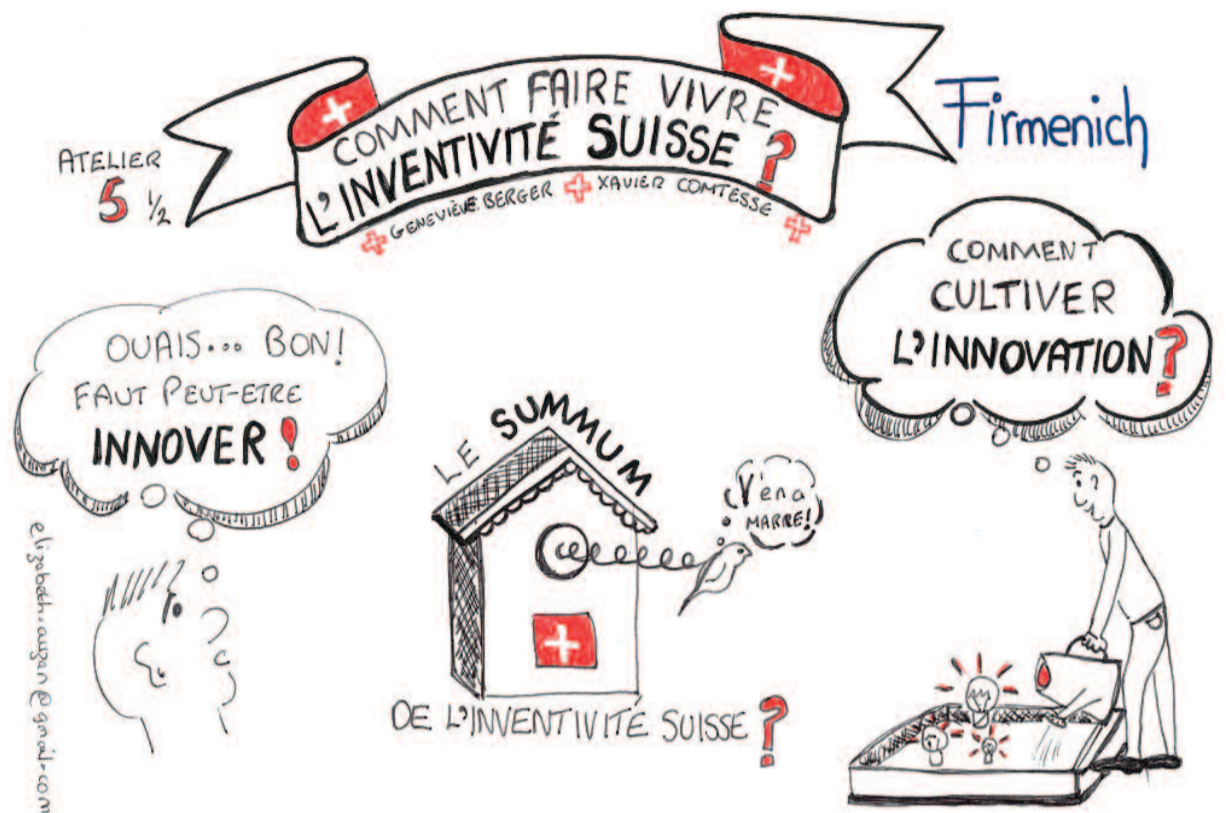 COMMENT FAIRE VIVRE
L'INVENTIVITÉ SUISSE ?
GENEVIÈVE BERGER XAVIER COMTESSE
Firmenich
ATELIER
5 ½
OUAIS... BON!
FAUT PEUT-ETRE
INNOVER !
COMMENT
CULTIVER
L'INNOVATION ?
LE SUMMUM
Y'en a
MARRE!
DE L'INVENTIVITÉ SUISSE ?
elizabeth.auzan@gmail.com